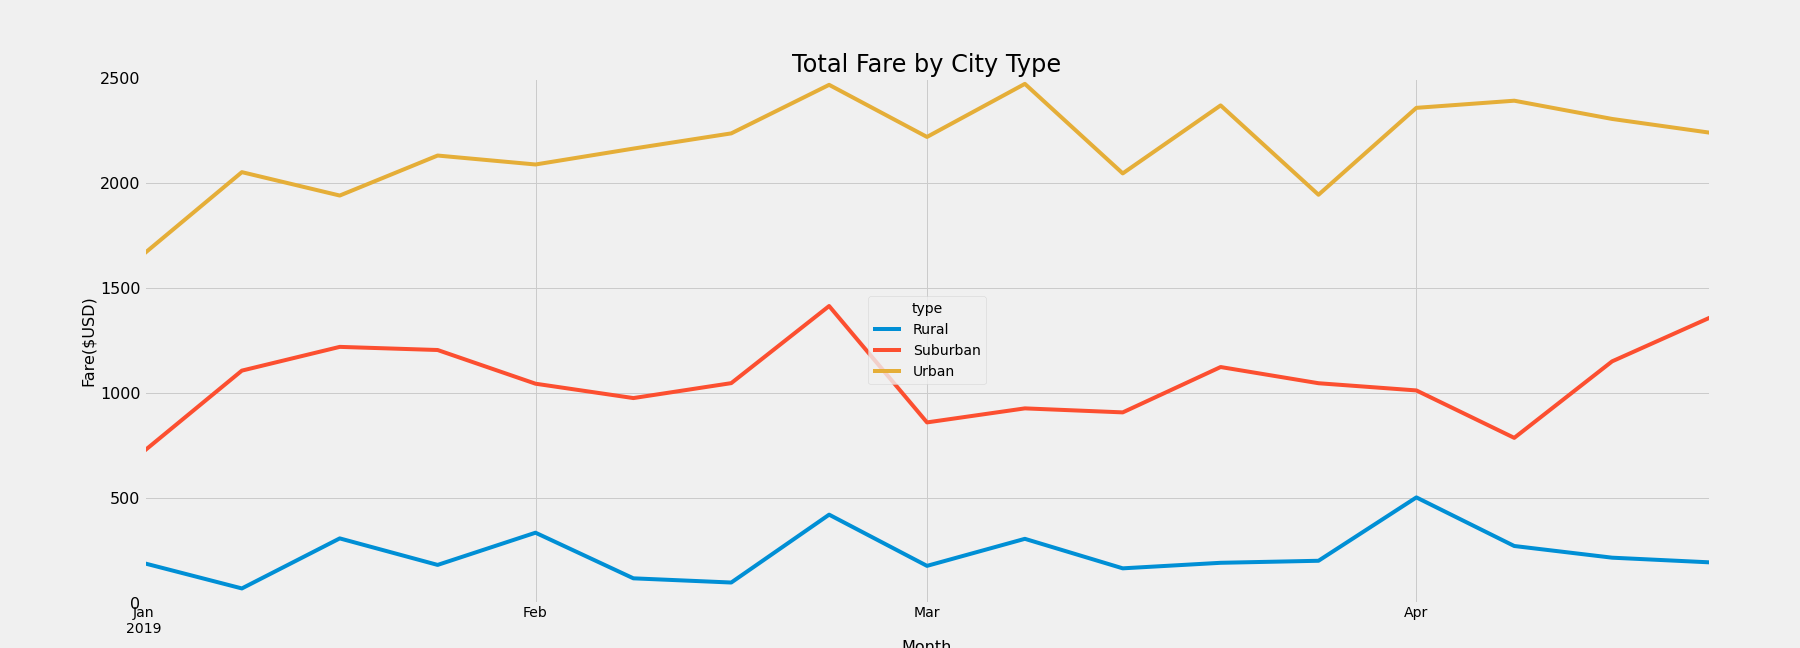 Total Fare by City Type
2500
2000
1500
1000
500
0
Fare($USD)
type
Rural
Suburban
Urban
Jan
2019
Feb
Mar
Apr
Month